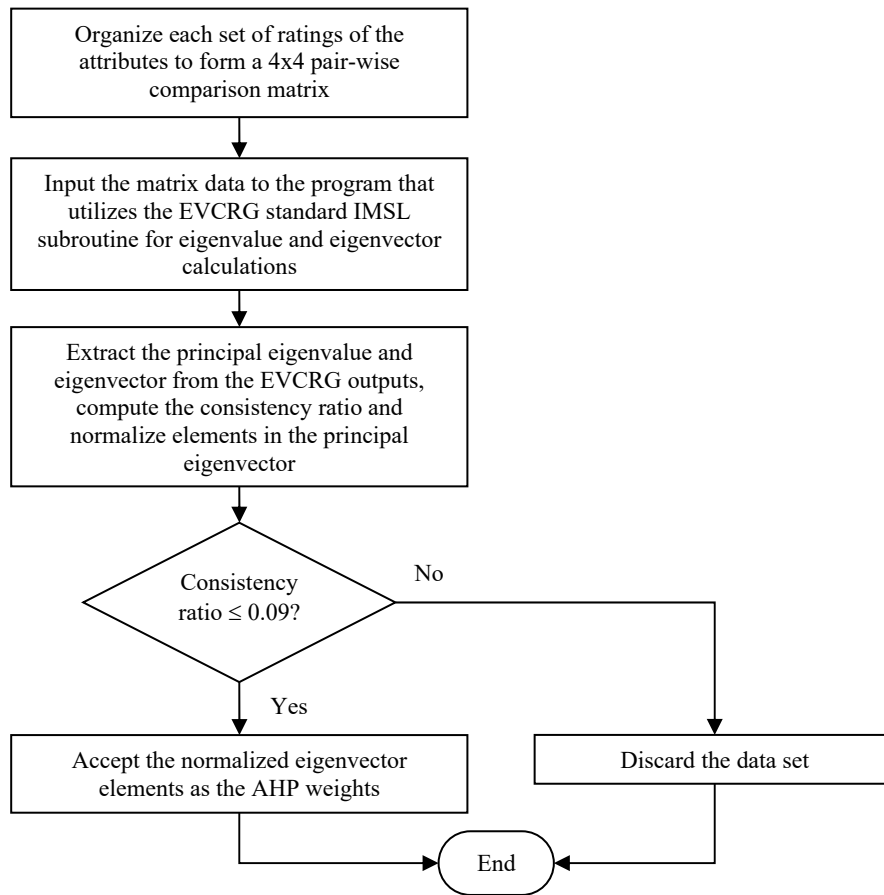 Organize each set of ratings of the
attributes to form a 4x4 pair-wise
comparison matrix
Input the matrix data to the program that
utilizes the EVCRG standard IMSL
subroutine for eigenvalue and eigenvector
calculations
Extract the principal eigenvalue and
eigenvector from the EVCRG outputs,
compute the consistency ratio and
normalize elements in the principal
eigenvector
Consistency
ratio ≤ 0.09?
No
Yes
Accept the normalized eigenvector
elements as the AHP weights
Discard the data set
End